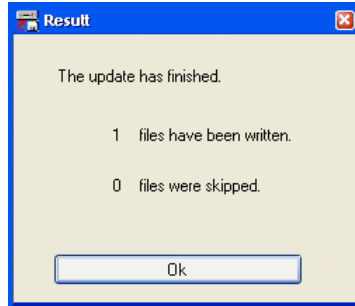 Result
The update has finished.
1 files have been written.
0 files were skipped.
Ok